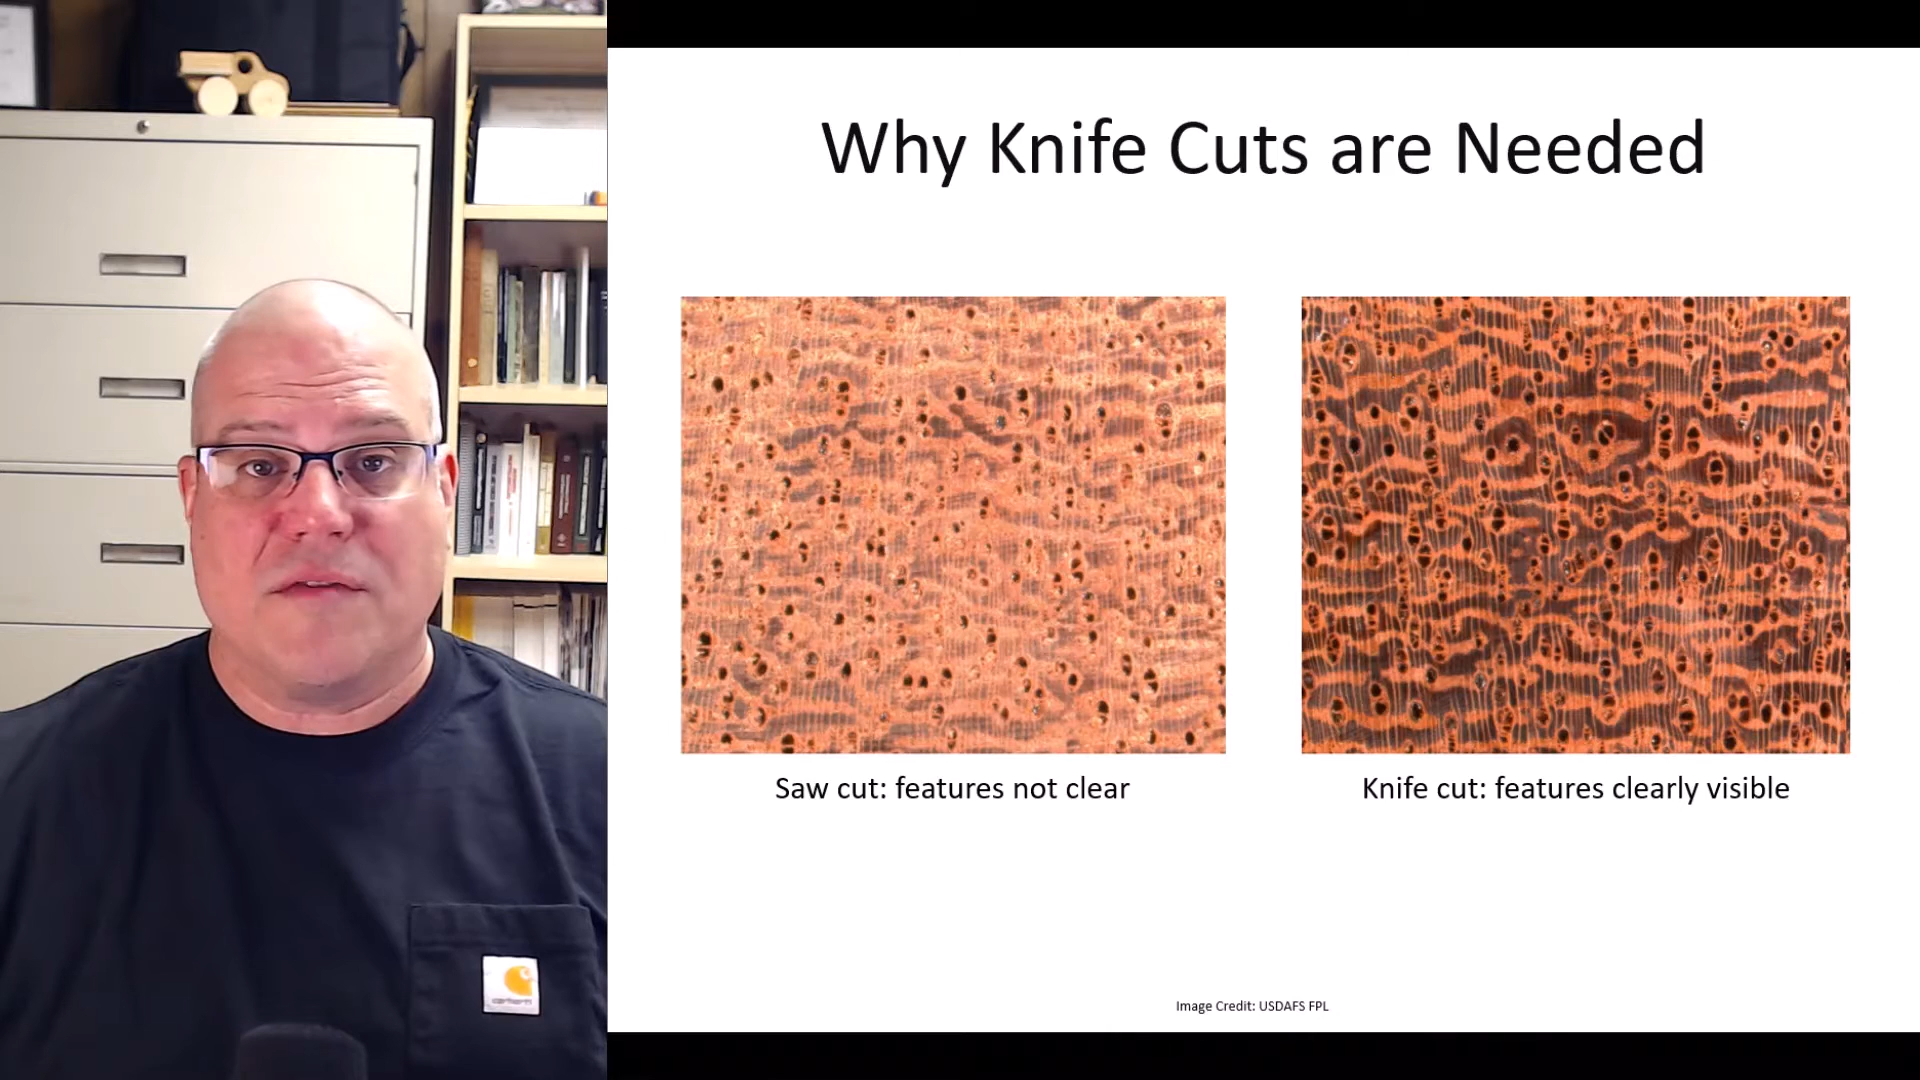 Why Knife Cuts are Needed
Saw cut: features not clear
Knife cut: features clearly visible
Image Credit: USDAFS FPL
carhartt